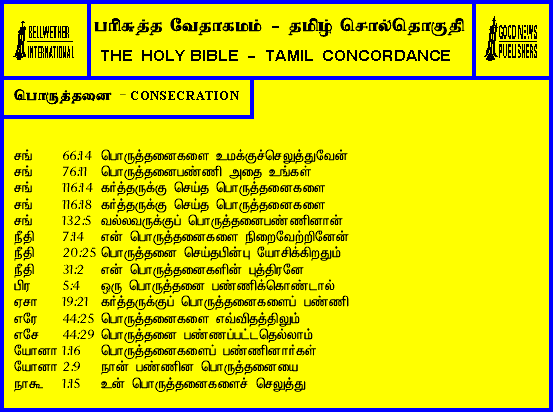 BELLWETHER INTERNATIONAL
பரிசுத்த வேதாகமம் - தமிழ் சொல்தொகுதி
THE HOLY BIBLE - TAMIL CONCORDANCE
GOOD NEWS PUBLISHERS
பொருத்தனை - CONSECRATION
சங் 66:14 பொருத்தனைகளை உமக்குச்செலுத்துவேன்
சங் 76:11 பொருத்தனைபண்ணி அதை உங்கள்
சங் 116:14 கர்த்தருக்கு செய்த பொருத்தனைகளை
சங் 116:18 கர்த்தருக்கு செய்த பொருத்தனைகளை
சங் 132:5 வல்லவருக்குப் பொருத்தனைபண்ணினான்
நீதி 7:14 என் பொருத்தனைகளை நிறைவேற்றினேன்
நீதி 20:25 பொருத்தனை செய்தபின்பு யோசிக்கிறதும்
நீதி 31:2 என் பொருத்தனைகளின் புத்திரனே
பிர 5:4 ஒரு பொருத்தனை பண்ணிக்கொண்டால்
ஏசா 19:21 கர்த்தருக்குப் பொருத்தனைகளைப் பண்ணி
எரே 44:25 பொருத்தனைகளை எவ்விதத்திலும்
எசே 44:29 பொருத்தனை பண்ணப்பட்டதெல்லாம்
யோனா 1:16 பொருத்தனைகளைப் பண்ணினார்கள்
யோனா 2:9 நான் பண்ணின பொருத்தனையை
நாகூ 1:15 உன் பொருத்தனைகளைச் செலுத்து